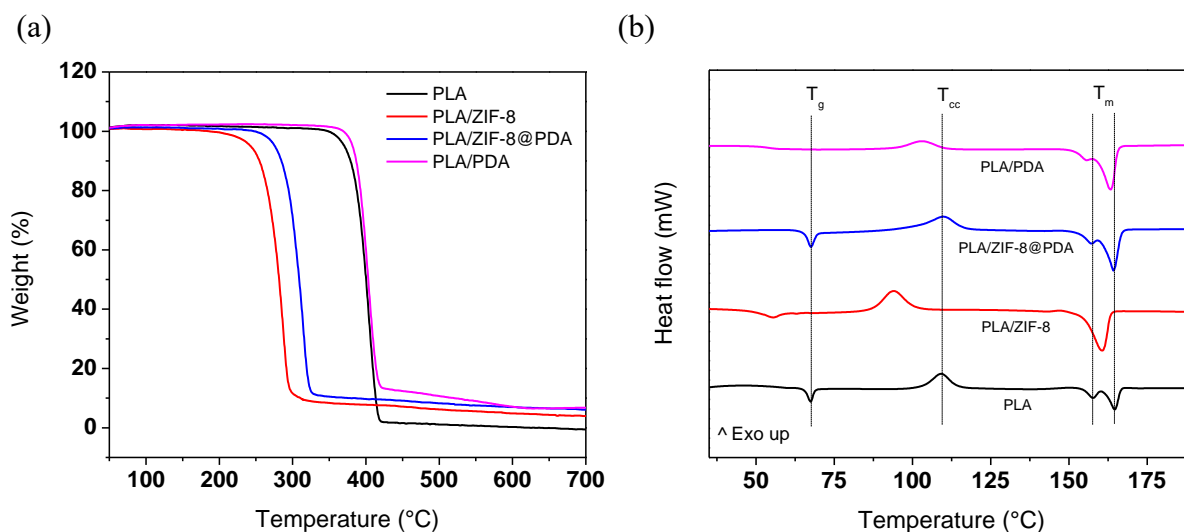 (a)
120
100
80
60
40
20
0
Weight (%)
PLA
PLA/ZIF-8
PLA/ZIF-8@PDA
PLA/PDA
100 200 300 400 500 600 700
Temperature (°C)
(b)
Heat flow (mW)
Tg Tcc Tm
PLA/PDA
PLA/ZIF-8@PDA
PLA/ZIF-8
PLA
^ Exo up
50 75 100 125 150 175
Temperature (°C)